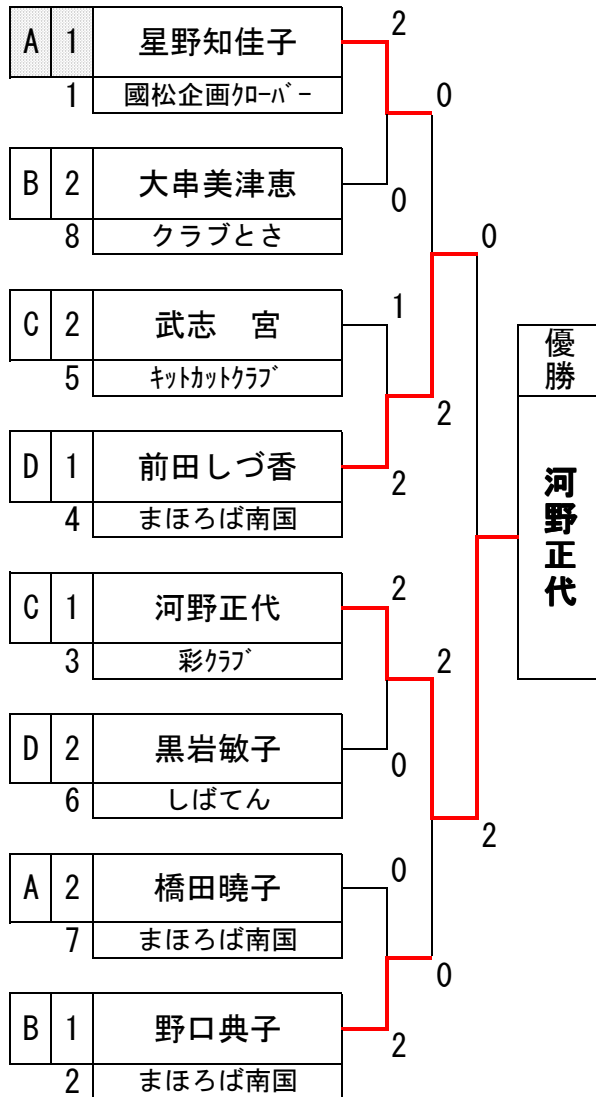 A 1 星野知佳子 2
1 國松企画ｸﾛｰﾊﾞｰ 0
B 2 大串美津恵 0
8 クラブとさ 0
C 2 武志　宮 1
5 ｷｯﾄｶｯﾄｸﾗﾌﾞ 2
D 1 前田しづ香 2
4 まほろば南国
優勝
河野正代
C 1 河野正代 2
3 彩ｸﾗﾌﾞ 2
D 2 黒岩敏子 0
6 しばてん 2
A 2 橋田曉子 0
7 まほろば南国 0
B 1 野口典子 2
2 まほろば南国